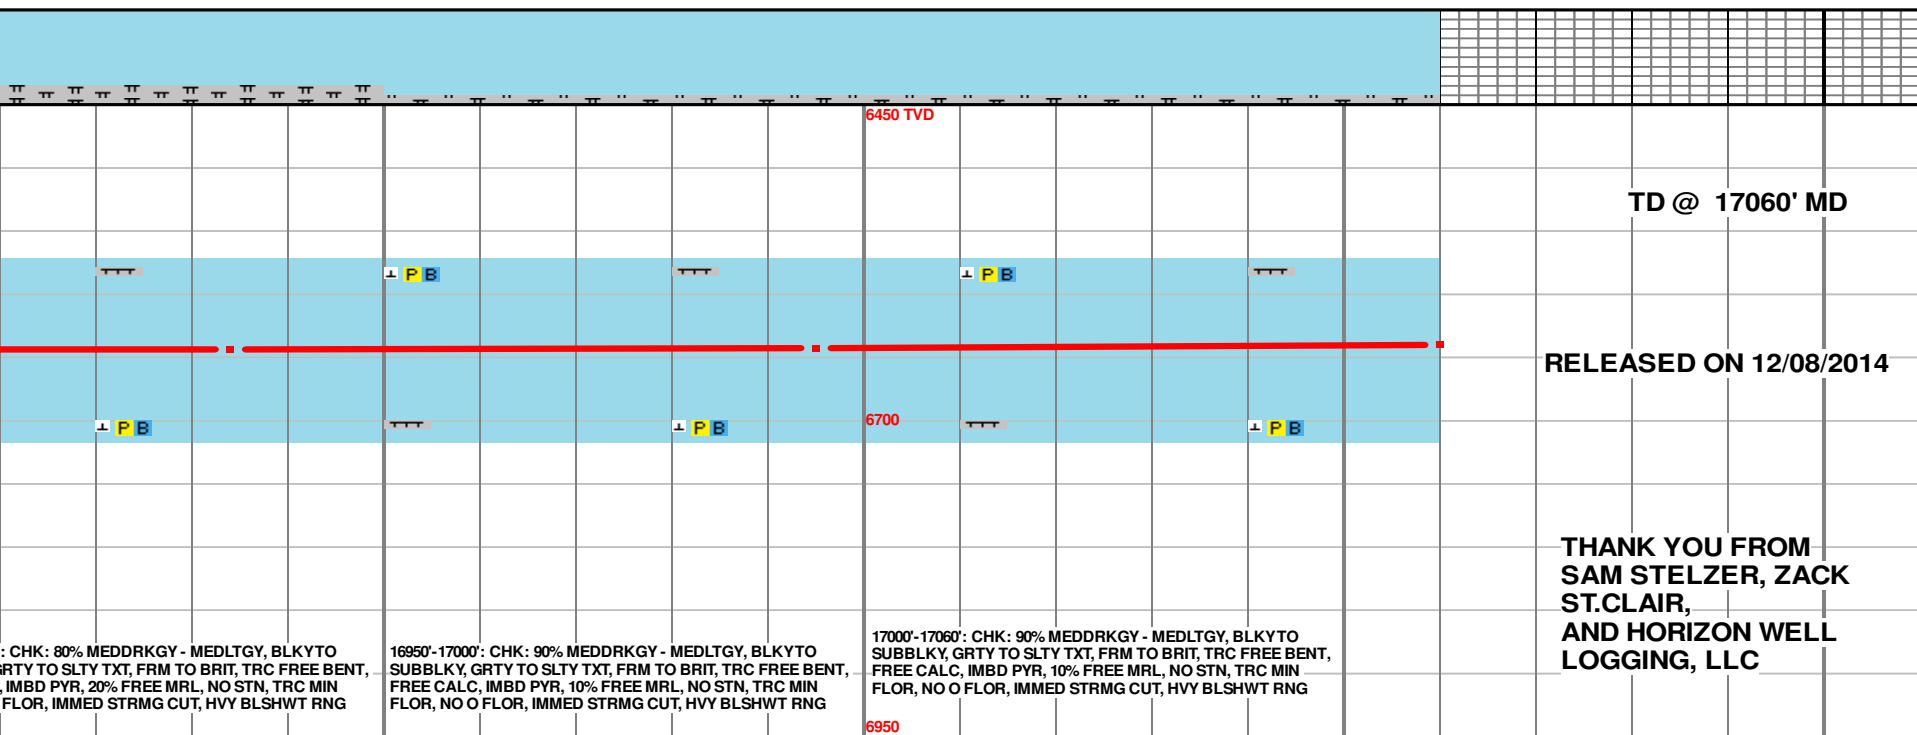 6450 TVD
TD @ 17060' MD
P B
P B
RELEASED ON 12/08/2014
P B
P B
6700
P B
THANK YOU FROM
SAM STELZER, ZACK
ST.CLAIR,
AND HORIZON WELL
LOGGING, LLC
: CHK: 80% MEDDRKGY - MEDLTGY, BLKYTO
GRTY TO SLTY TXT, FRM TO BRIT, TRC FREE BENT,
, IMBD PYR, 20% FREE MRL, NO STN, TRC MIN
FLOR, IMMED STRMG CUT, HVY BLSHWT RNG
16950'-17000': CHK: 90% MEDDRKGY - MEDLTGY, BLKYTO
SUBBLKY, GRTY TO SLTY TXT, FRM TO BRIT, TRC FREE BENT,
FREE CALC, IMBD PYR, 10% FREE MRL, NO STN, TRC MIN
FLOR, NO O FLOR, IMMED STRMG CUT, HVY BLSHWT RNG
17000'-17060': CHK: 90% MEDDRKGY - MEDLTGY, BLKYTO
SUBBLKY, GRTY TO SLTY TXT, FRM TO BRIT, TRC FREE BENT,
FREE CALC, IMBD PYR, 10% FREE MRL, NO STN, TRC MIN
FLOR, NO O FLOR, IMMED STRMG CUT, HVY BLSHWT RNG
6950